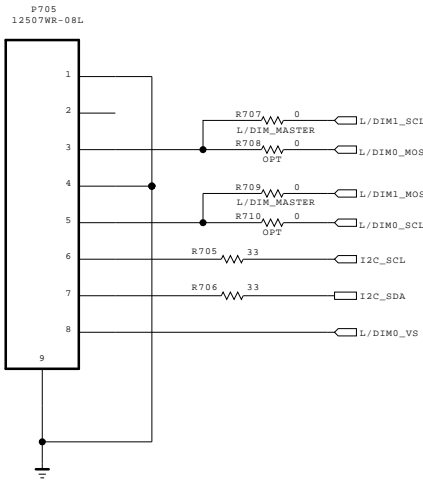 P705
12507WR-08L
1
2
R707 0
L/DIM1_SCL
L/DIM_MASTER
3
R708 0
L/DIM0_MOS
OPT
4
R709 0
L/DIM1_MOS
L/DIM_MASTER
5
R710 0
L/DIM0_SCL
OPT
6
R705 33
I2C_SCL
7
R706 33
I2C_SDA
8
L/DIM0_VS
9